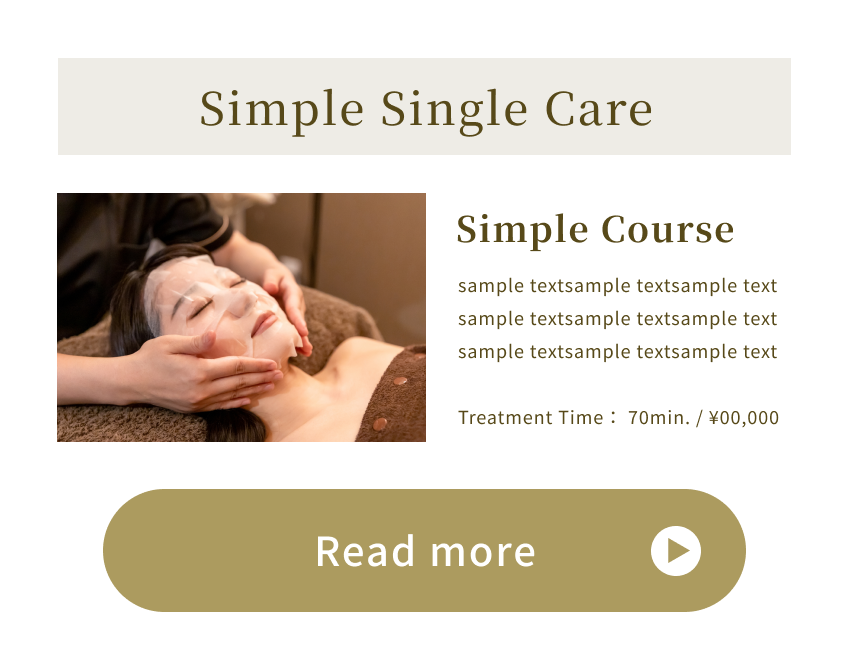 Simple Single Care
Simple Course
sample textsample textsample text
sample textsample textsample text
sample textsample textsample text
Treatment Time： 70min. / ¥00,000
Read more